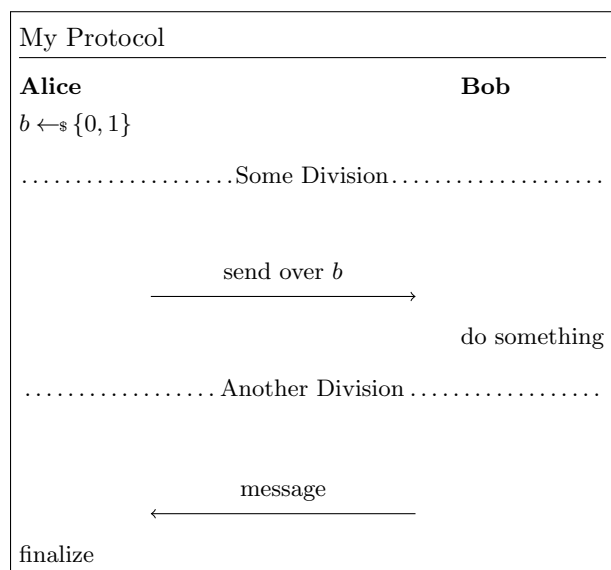 My Protocol
Alice Bob
b ←$ {0, 1}
....................Some Division....................
send over b
do something
.................. Another Division ..................
message
finalize